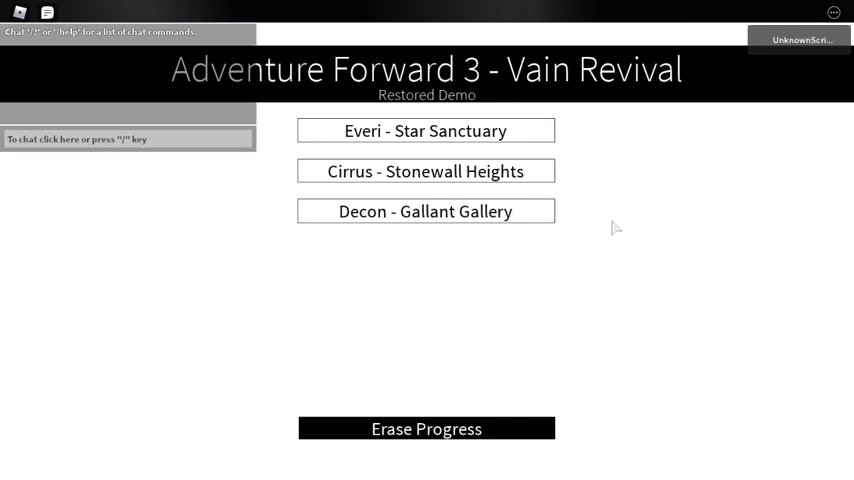 Chat '/?' or '/help' for a list of chat commands.
UnknownScri...
Adventure Forward 3 - Vain Revival
Restored Demo
To chat click here or press "/" key
Everi - Star Sanctuary
Cirrus - Stonewall Heights
Decon - Gallant Gallery
Erase Progress